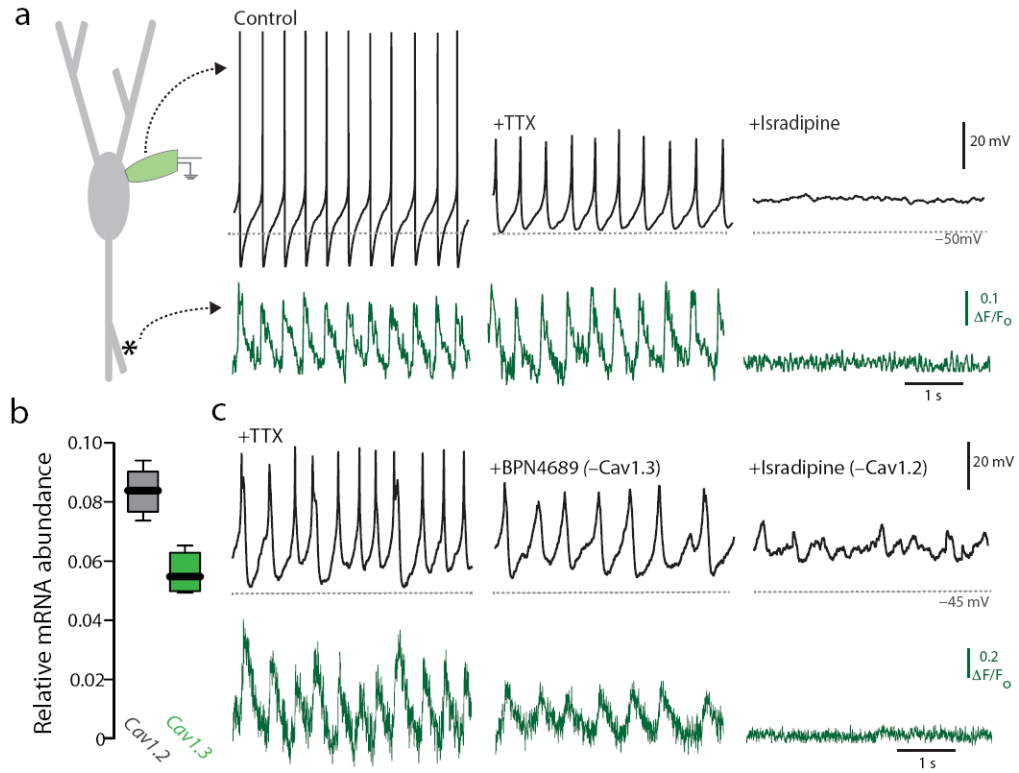 a
Control
+TTX
+Isradipine
20 mV
−50mV
0.1
ΔF/Fo
*
1 s
b
c
0.10
0.08
0.06
0.04
0.02
0
Relative mRNA abundance
Cav1.2
Cav1.3
+TTX
+BPN4689 (−Cav1.3)
+Isradipine (−Cav1.2)
20 mV
−45 mV
0.2
ΔF/Fo
1 s